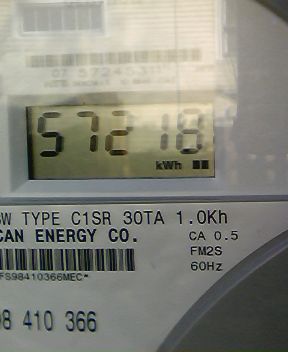 57218
kWh
TYPE C1SR 30TA 1.0Kh
CAN ENERGY CO. CA 0.5
FM2S
FS98410366MEC* 60Hz
98 410 366